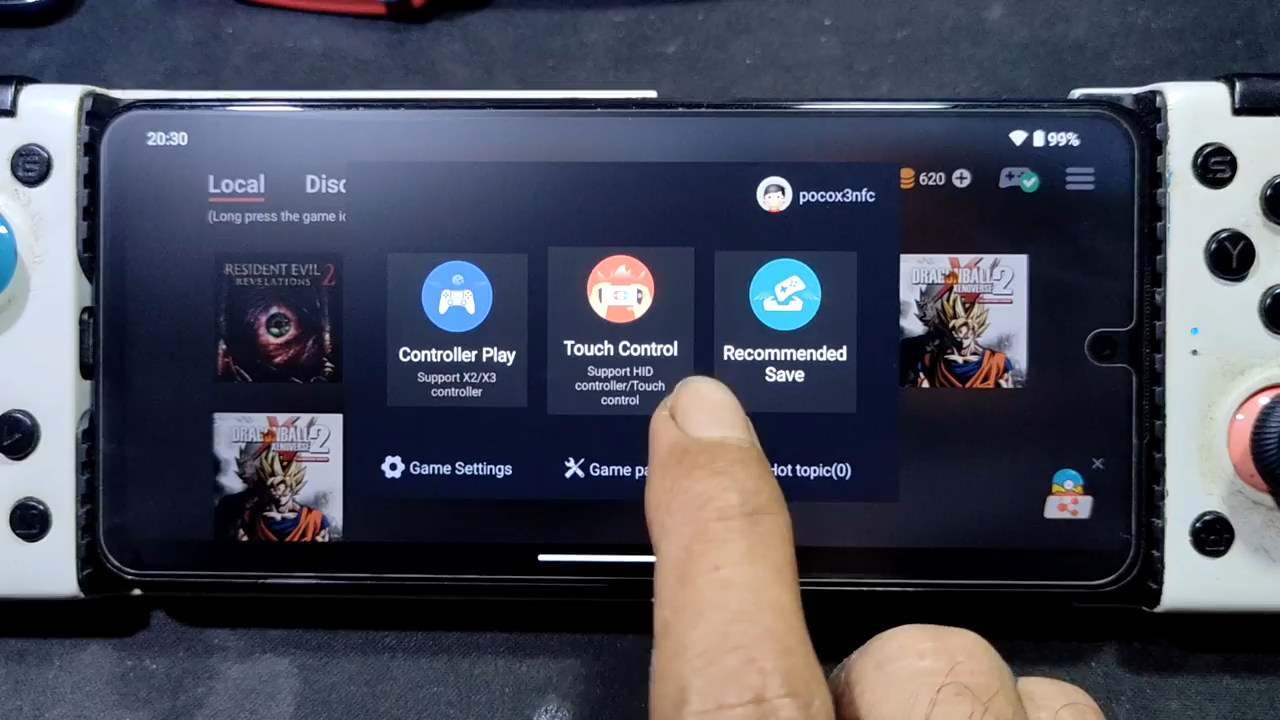 20:30
99%
Local Disc
620
(Long press the game ic
pocox3nfc
RESIDENT EVIL
REVELATIONS 2
Controller Play
Support X2/X3
controller
Touch Control
Support HID
controller/Touch
control
Recommended
Save
DRAGONBALL
XENOVERSE 2
DRAGONBALL
XENOVERSE 2
Game Settings
Game pa
Hot topic(0)
S
Y